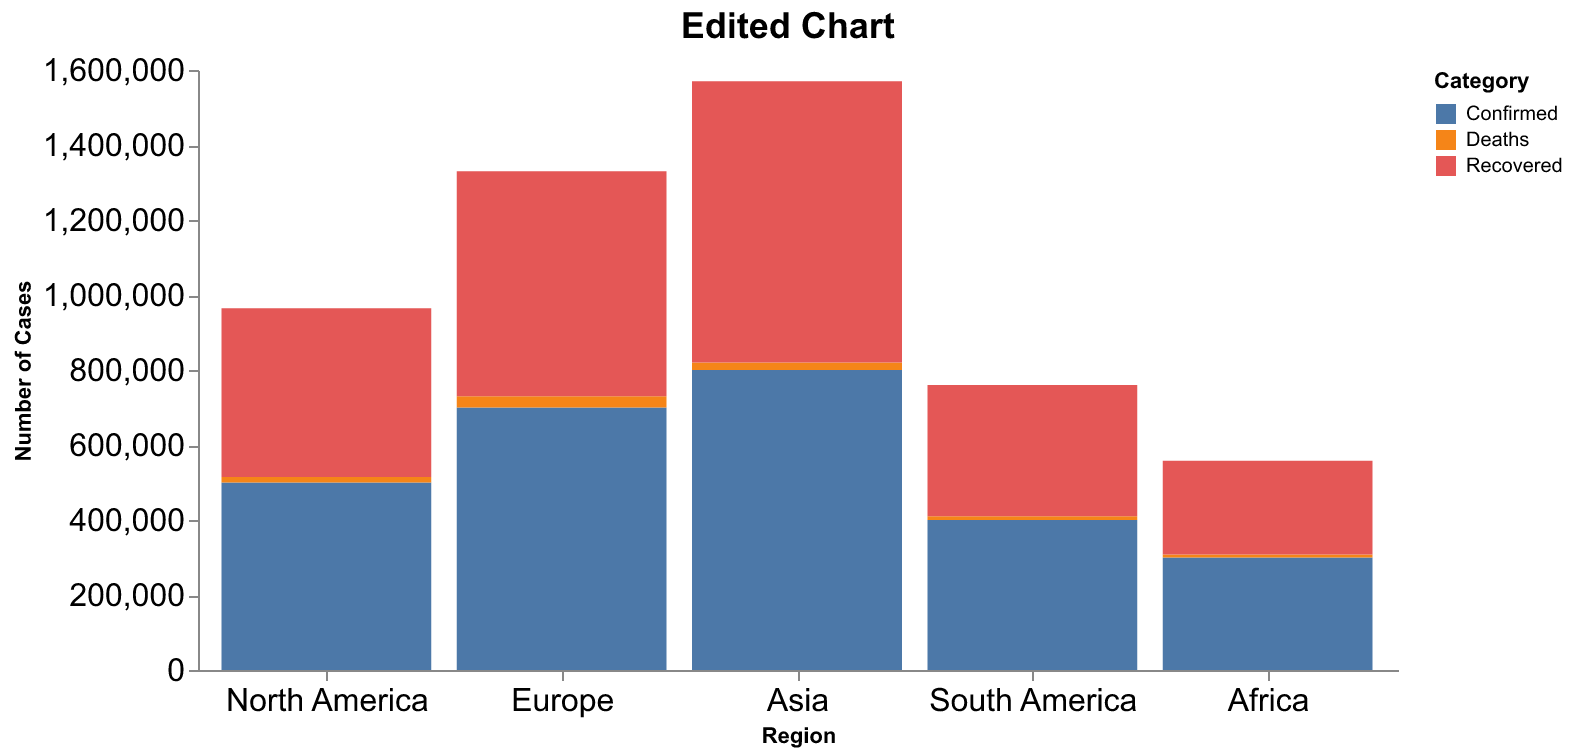 Edited Chart
1,600,000
1,400,000
1,200,000
1,000,000
800,000
600,000
400,000
200,000
0
Number of Cases
North America
Europe
Asia
South America
Africa
Region
Category
Confirmed
Deaths
Recovered